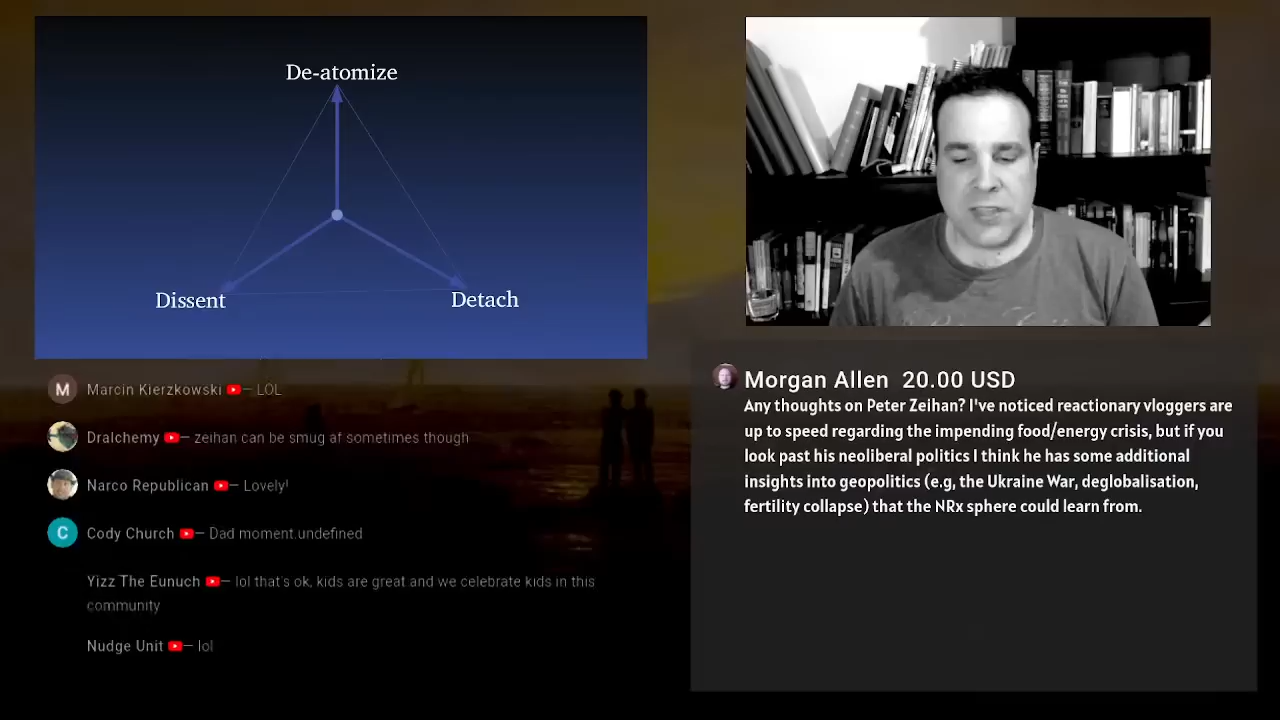 De-atomize
Dissent
Detach
M Marcin Kierzkowski — LOL
Dralchemy — zeihan can be smug af sometimes though
Narco Republican — Lovely!
C Cody Church — Dad moment.undefined
Yizz The Eunuch — lol that's ok, kids are great and we celebrate kids in this
community
Nudge Unit — lol
Morgan Allen 20.00 USD
Any thoughts on Peter Zeihan? I've noticed reactionary vloggers are
up to speed regarding the impending food/energy crisis, but if you
look past his neoliberal politics I think he has some additional
insights into geopolitics (e.g, the Ukraine War, deglobalisation,
fertility collapse) that the NRx sphere could learn from.